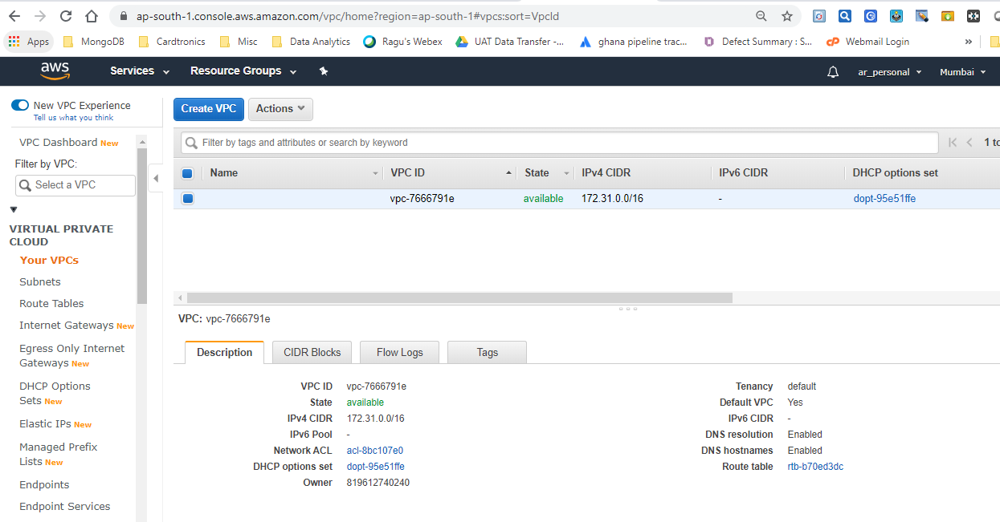 ap-south-1.console.aws.amazon.com/vpc/home?region=ap-south-1#vpcs:sort=VpcId
Apps MongoDB Cardtronics Misc Data Analytics Ragu's Webex UAT Data Transfer -... ghana pipeline trac... Defect Summary : S... Webmail Login »
aws Services Resource Groups ar_personal Mumbai
New VPC Experience
Tell us what you think
Create VPC Actions
VPC Dashboard New
Filter by VPC:
Select a VPC
VIRTUAL PRIVATE
CLOUD
Your VPCs
Subnets
Route Tables
Internet Gateways New
Egress Only Internet
Gateways New
DHCP Options
Sets New
Elastic IPs New
Managed Prefix
Lists New
Endpoints
Endpoint Services
Filter by tags and attributes or search by keyword
Name VPC ID State IPv4 CIDR IPv6 CIDR DHCP options set
vpc-7666791e available 172.31.0.0/16 - dopt-95e51ffe
VPC: vpc-7666791e
Description CIDR Blocks Flow Logs Tags
VPC ID vpc-7666791e
State available
IPv4 CIDR 172.31.0.0/16
IPv6 Pool -
Network ACL acl-8bc107e0
DHCP options set dopt-95e51ffe
Owner 819612740240
Tenancy default
Default VPC Yes
IPv6 CIDR -
DNS resolution Enabled
DNS hostnames Enabled
Route table rtb-b70ed3dc